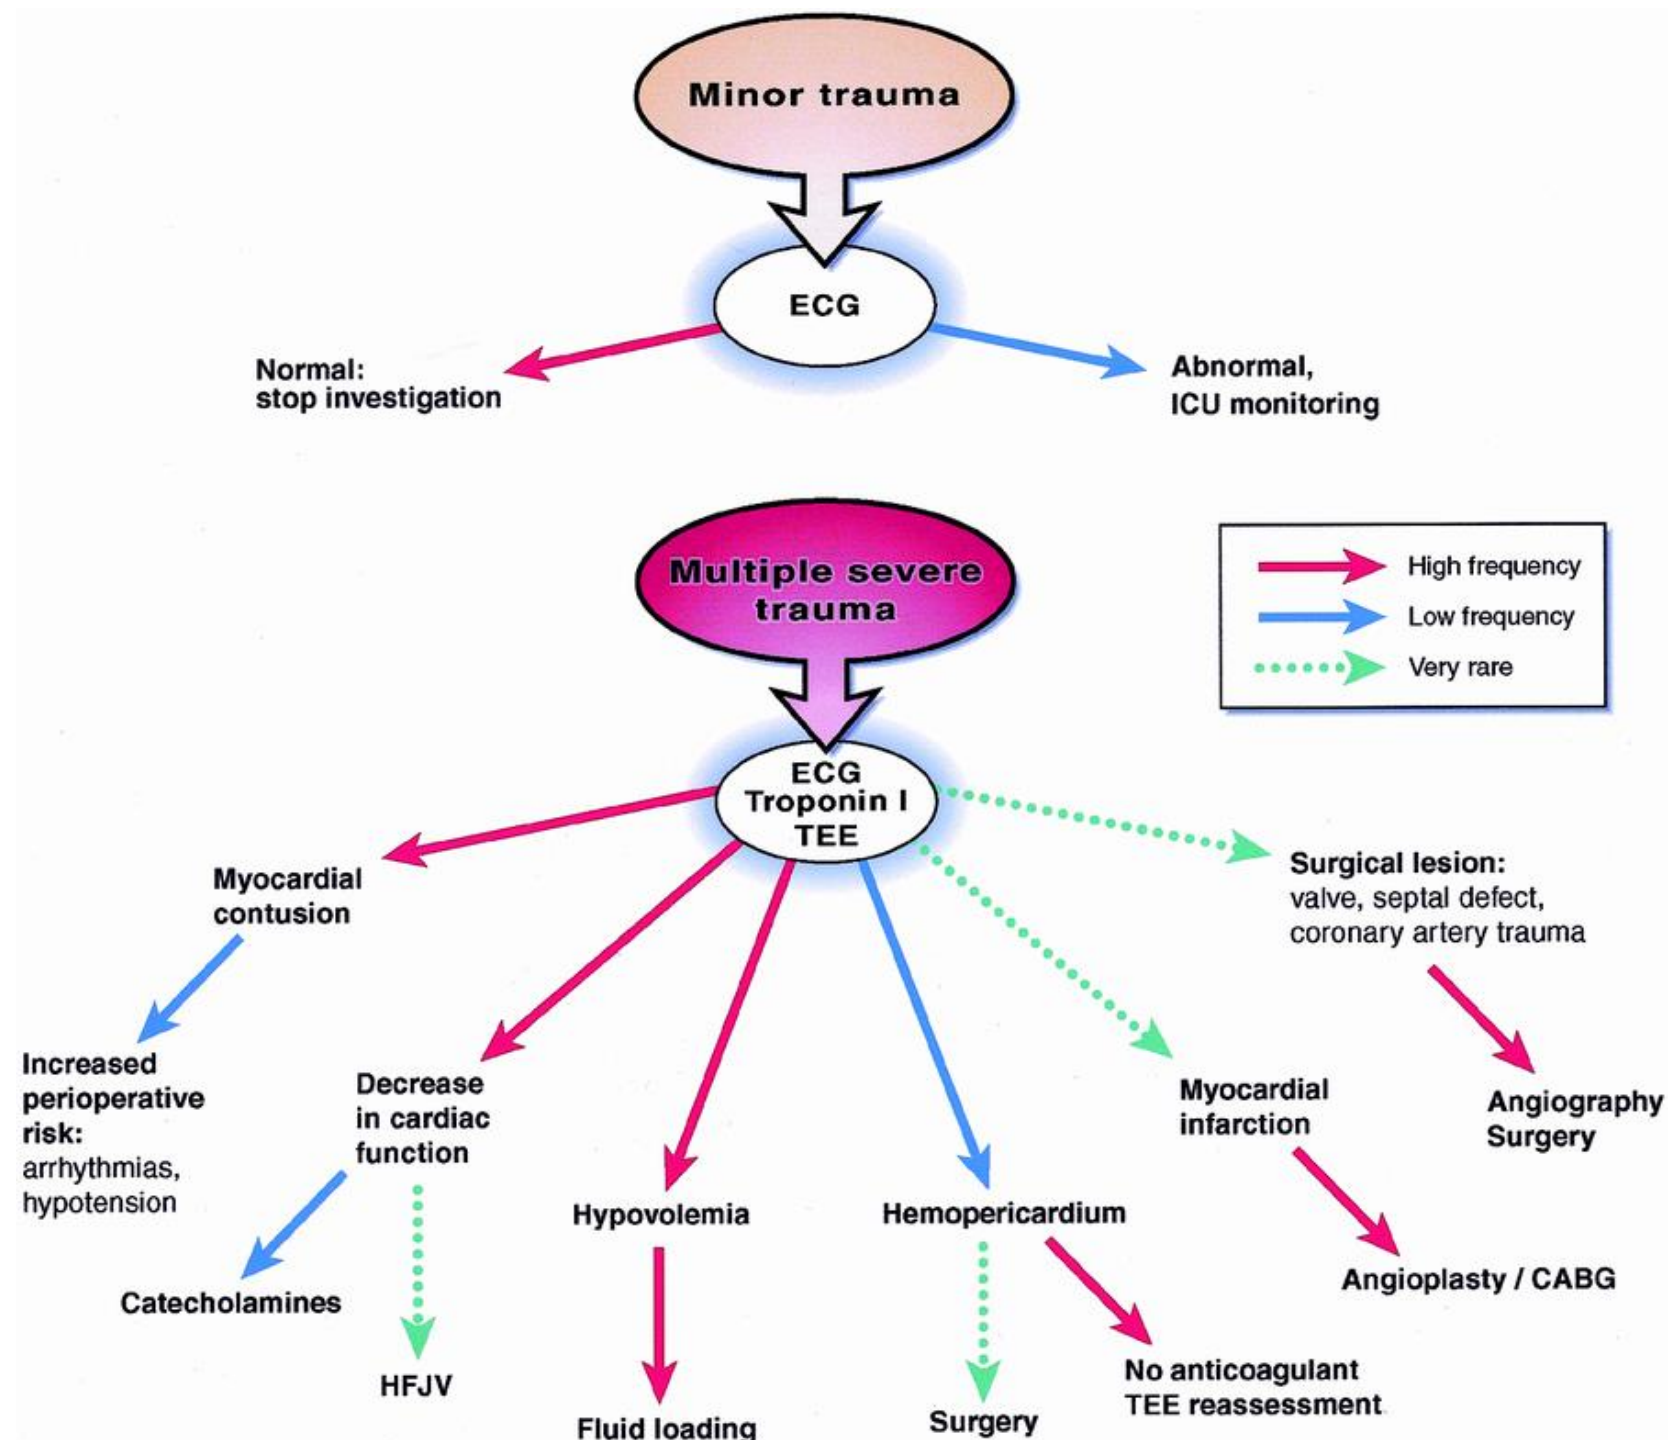 Minor trauma
ECG
Normal:
stop investigation
Abnormal,
ICU monitoring
Multiple severe
trauma
High frequency
Low frequency
Very rare
ECG
Troponin I
TEE
Myocardial
contusion
Surgical lesion:
valve, septal defect,
coronary artery trauma
Increased
perioperative
risk:
arrhythmias,
hypotension
Decrease
in cardiac
function
Myocardial
infarction
Angiography
Surgery
Hypovolemia
Hemopericardium
Catecholamines
Angioplasty / CABG
HFJV
No anticoagulant
TEE reassessment
Fluid loading
Surgery